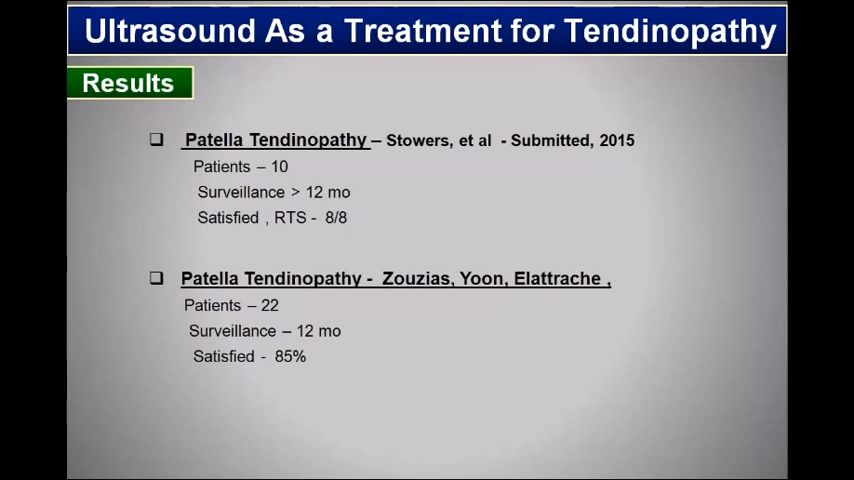 Ultrasound As a Treatment for Tendinopathy
Results
❑ Patella Tendinopathy – Stowers, et al - Submitted, 2015
Patients – 10
Surveillance > 12 mo
Satisfied , RTS - 8/8
❑ Patella Tendinopathy - Zouzias, Yoon, Elattrache ,
Patients – 22
Surveillance – 12 mo
Satisfied - 85%